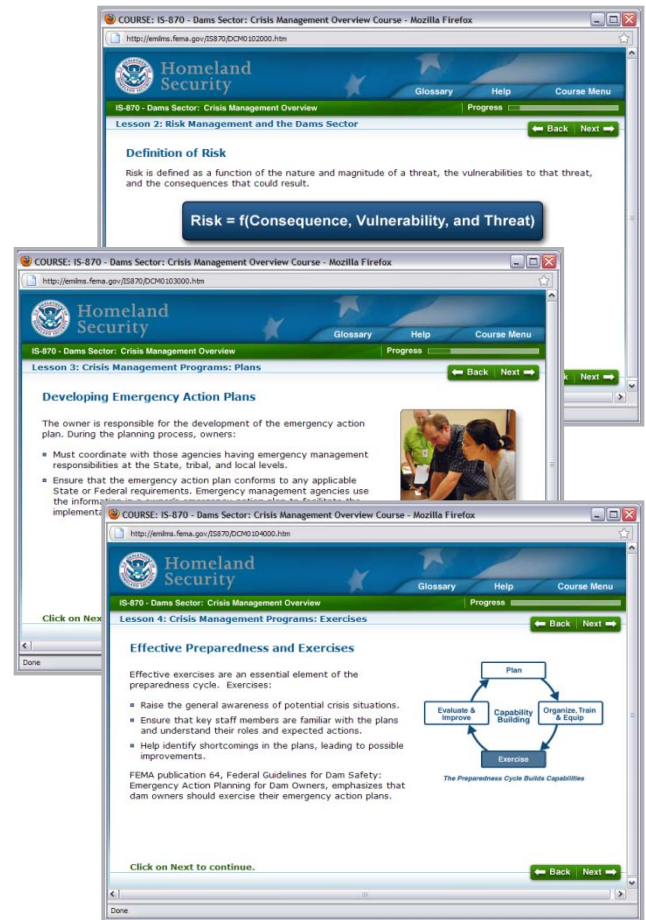 COURSE: IS-870 - Dams Sector: Crisis Management Overview Course - Mozilla Firefox
http://emlms.fema.gov/IS870/DCM0102000.htm
Homeland
Security
Glossary Help Course Menu
IS-870 - Dams Sector: Crisis Management Overview Progress
Lesson 2: Risk Management and the Dams Sector
Back Next
Definition of Risk
Risk is defined as a function of the nature and magnitude of a threat, the vulnerabilities to that threat,
and the consequences that could result.
Risk = f(Consequence, Vulnerability, and Threat)
Next
COURSE: IS-870 - Dams Sector: Crisis Management Overview Course - Mozilla Firefox
http://emlms.fema.gov/IS870/DCM0103000.htm
Homeland
Security
Glossary Help Course Menu
IS-870 - Dams Sector: Crisis Management Overview Progress
Lesson 3: Crisis Management Programs: Plans
Back Next
Developing Emergency Action Plans
The owner is responsible for the development of the emergency action
plan. During the planning process, owners:
Must coordinate with those agencies having emergency management
responsibilities at the State, tribal, and local levels.
Ensure that the emergency action plan conforms to any applicable
State or Federal requirements. Emergency management agencies use
Click on Nex
Done
COURSE: IS-870 - Dams Sector: Crisis Management Overview Course - Mozilla Firefox
http://emlms.fema.gov/IS870/DCM0104000.htm
Homeland
Security
Glossary Help Course Menu
IS-870 - Dams Sector: Crisis Management Overview Progress
Lesson 4: Crisis Management Programs: Exercises
Back Next
Effective Preparedness and Exercises
Effective exercises are an essential element of the
preparedness cycle. Exercises:
Raise the general awareness of potential crisis situations.
Ensure that key staff members are familiar with the plans
and understand their roles and expected actions.
Help identify shortcomings in the plans, leading to possible
improvements.
FEMA publication 64, Federal Guidelines for Dam Safety:
Emergency Action Planning for Dam Owners, emphasizes that
dam owners should exercise their emergency action plans.
Plan
Evaluate &
Improve
Capability
Building
Organize, Train
& Equip
Exercise
The Preparedness Cycle Builds Capabilities
Click on Next to continue.
Back Next
Done